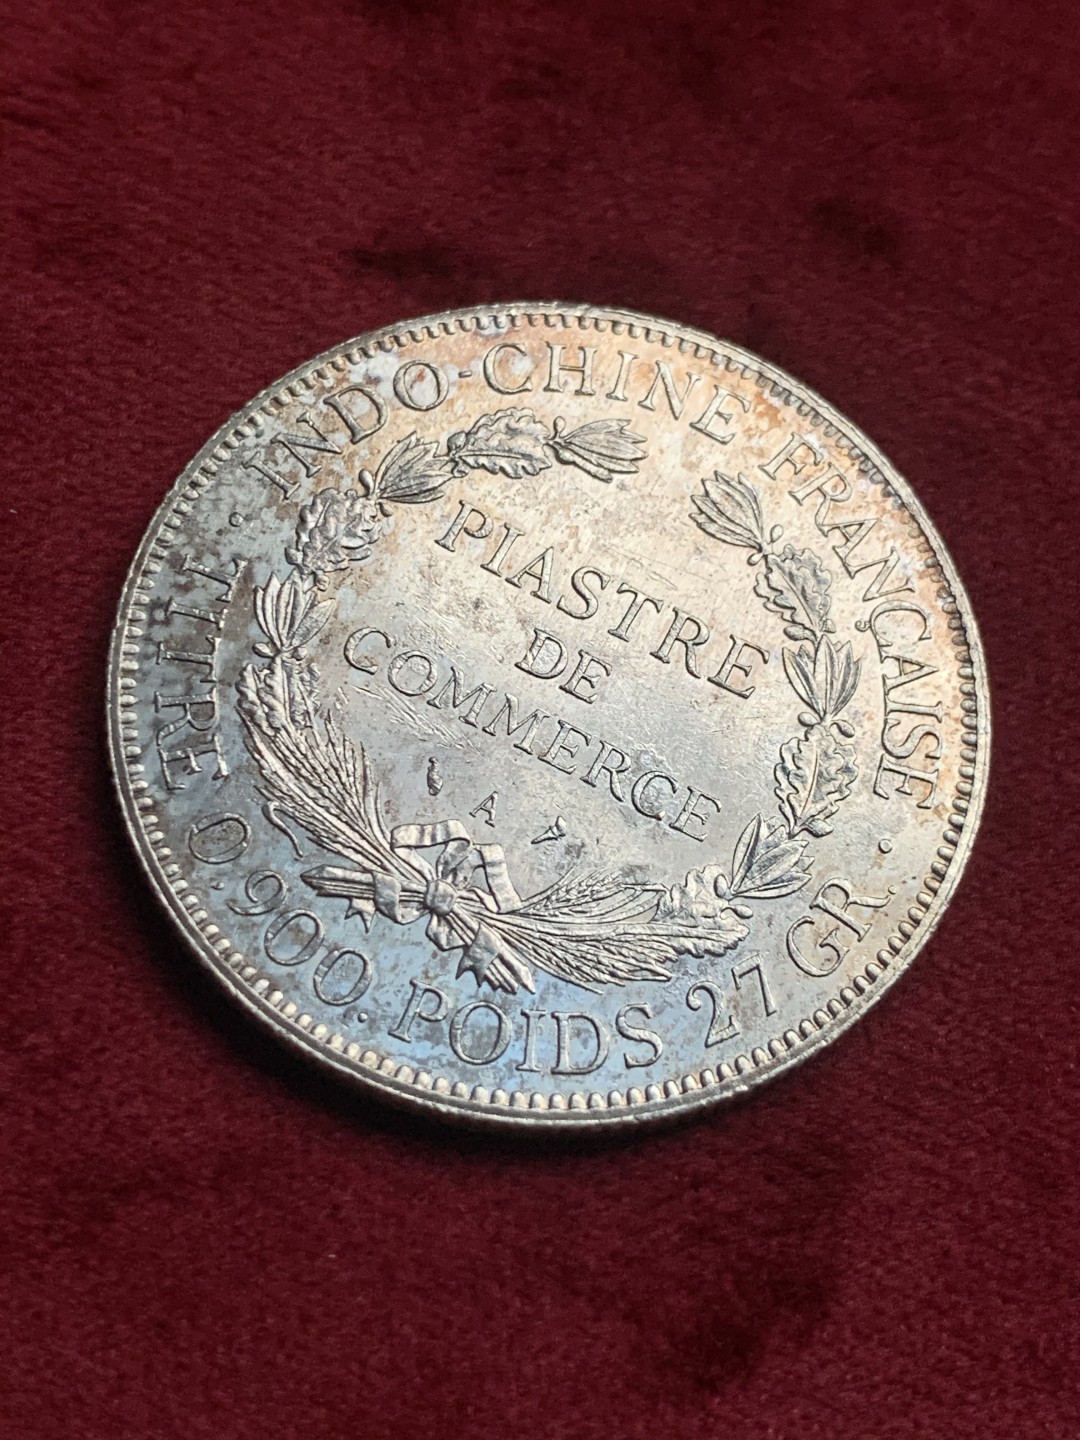 INDO-CHINE FRANÇAISE
PIASTRE
DE
COMMERCE
A
· TITRE 0,900. POIDS 27 GR. ·